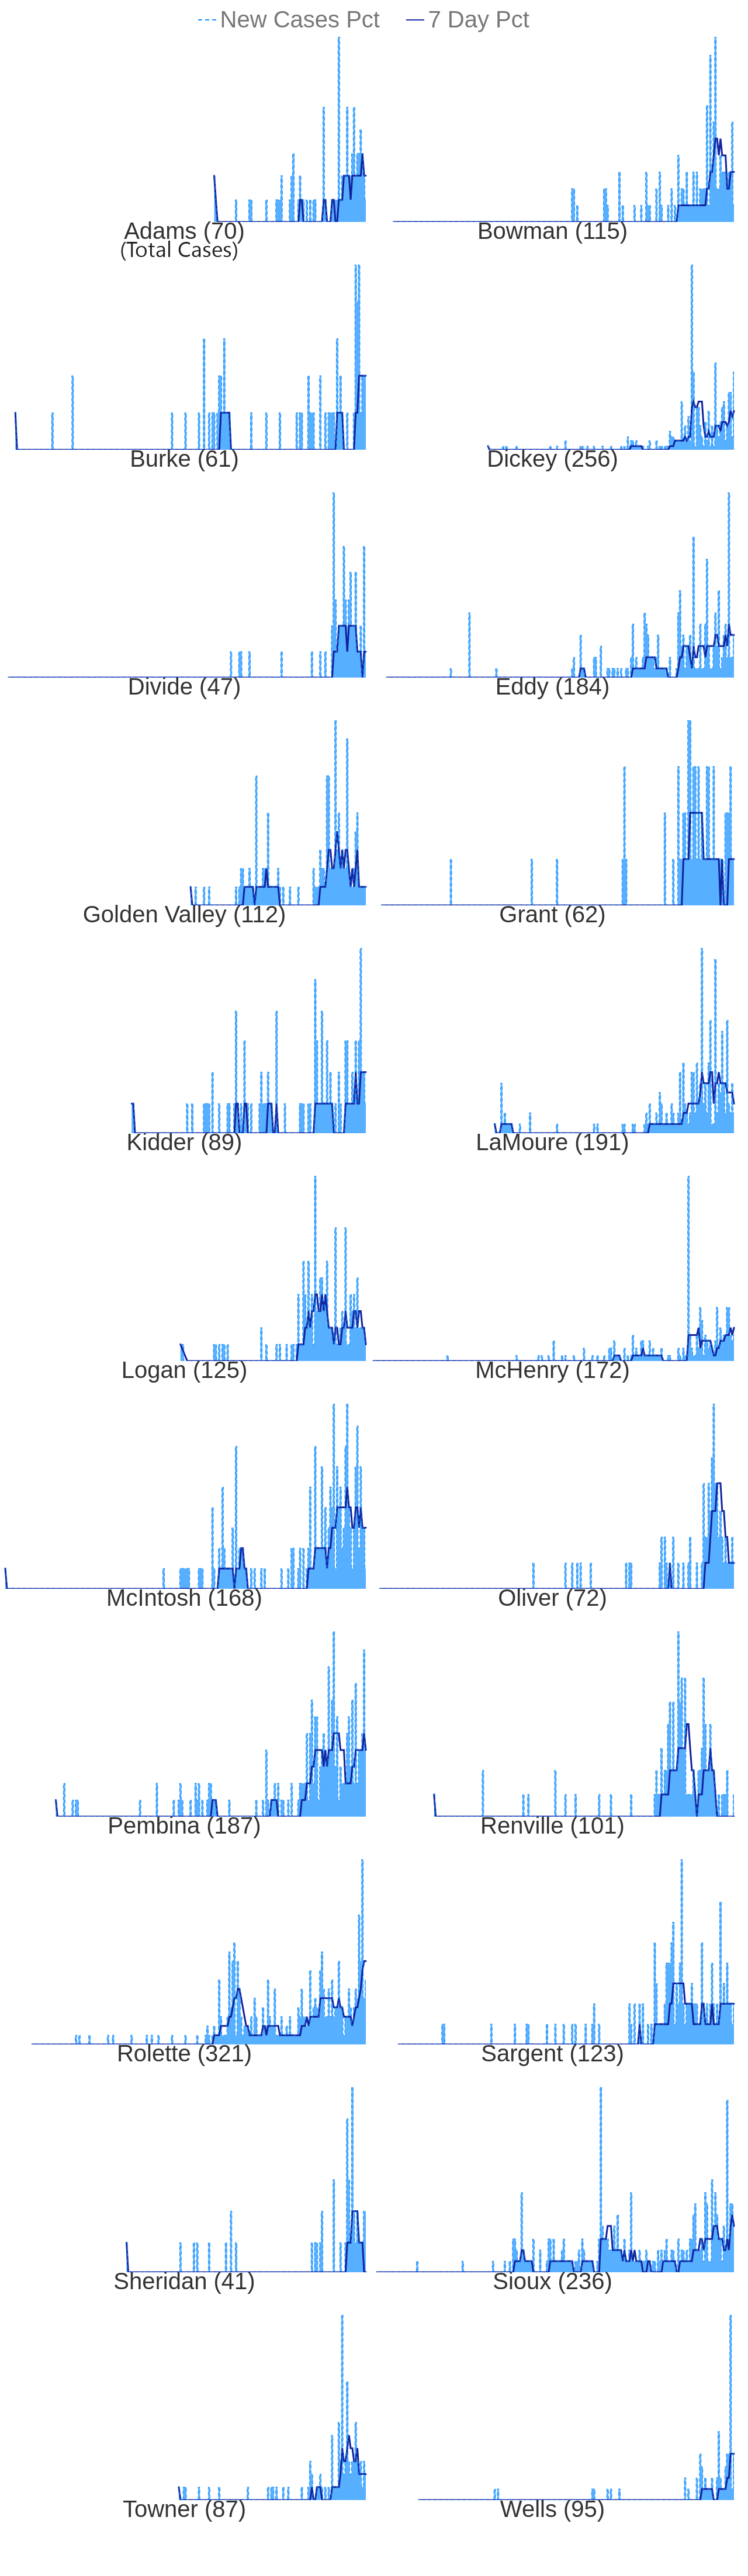 New Cases Pct 7 Day Pct
Adams (70) Bowman (115)
(Total Cases)
Burke (61) Dickey (256)
Divide (47) Eddy (184)
Golden Valley (112) Grant (62)
Kidder (89) LaMoure (191)
Logan (125) McHenry (172)
McIntosh (168) Oliver (72)
Pembina (187) Renville (101)
Rolette (321) Sargent (123)
Sheridan (41) Sioux (236)
Towner (87) Wells (95)